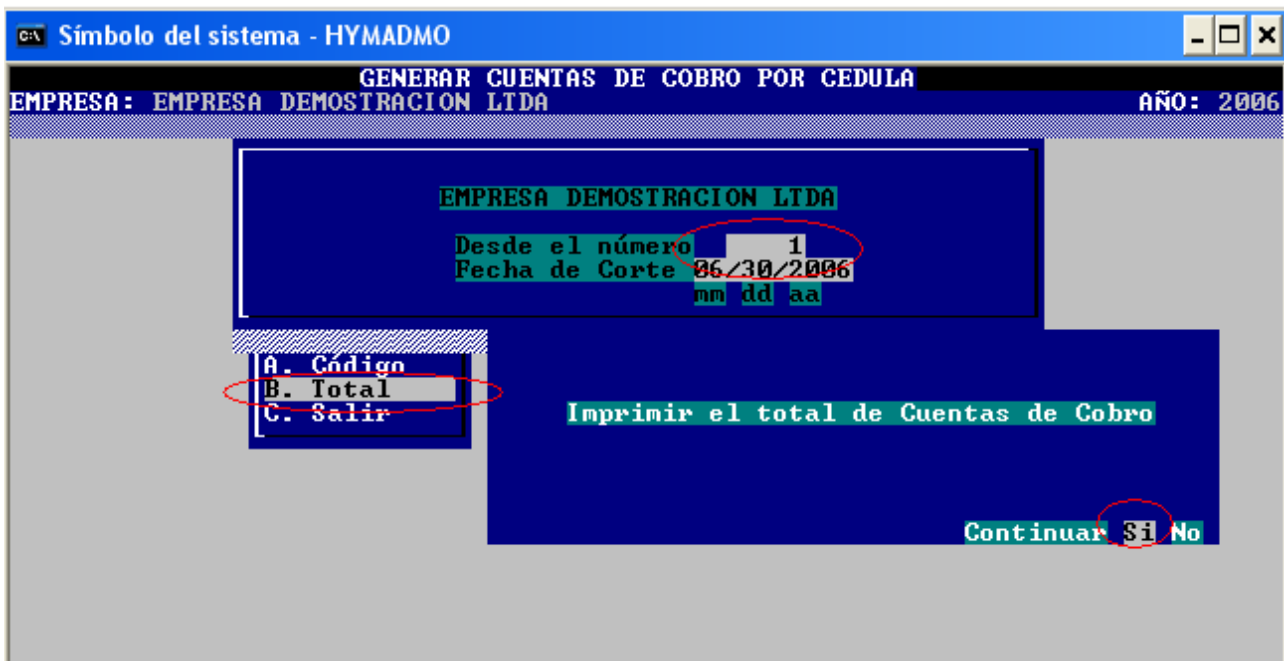 C:\ Símbolo del sistema - HYMADMO
GENERAR CUENTAS DE COBRO POR CEDULA
EMPRESA: EMPRESA DEMOSTRACION LTDA AÑO: 2006
EMPRESA DEMOSTRACION LTDA
Desde el número 1
Fecha de Corte 06/30/2006
mm dd aa
A. Código
B. Total
C. Salir
Imprimir el total de Cuentas de Cobro
Continuar Si No